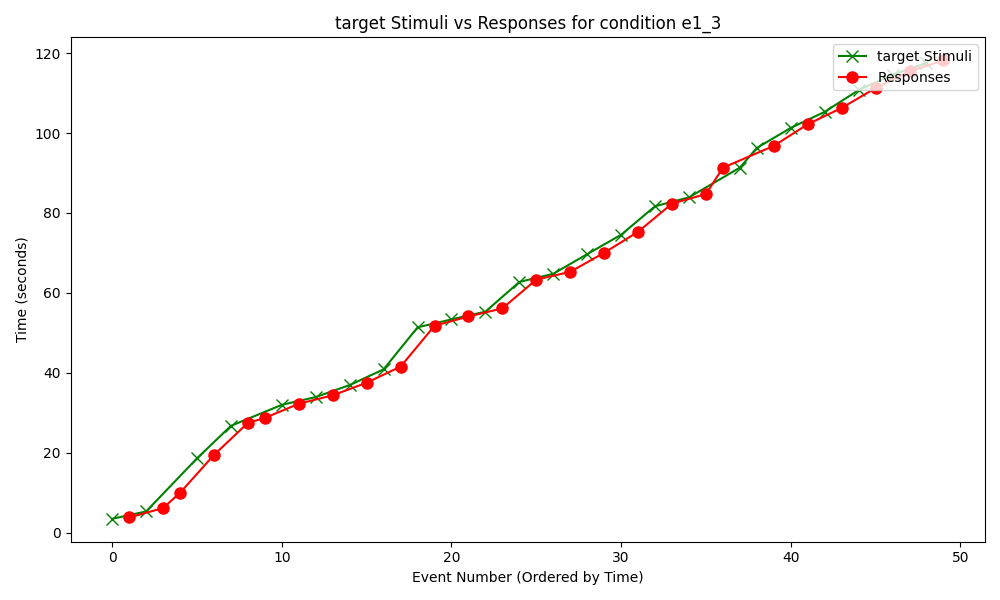 target Stimuli vs Responses for condition e1_3
target Stimuli
Responses
Time (seconds)
120
100
80
60
40
20
0
0 10 20 30 40 50
Event Number (Ordered by Time)